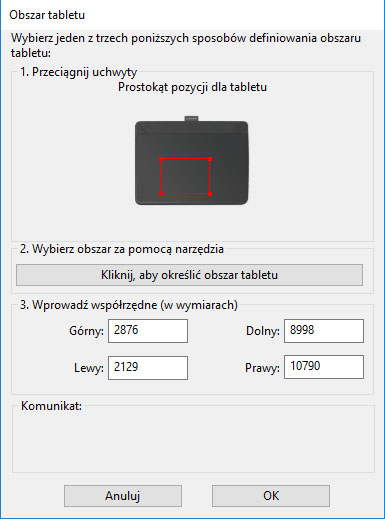 Obszar tabletu
Wybierz jeden z trzech poniższych sposobów definiowania obszaru
tabletu:
1. Przeciągnij uchwyty
Prostokąt pozycji dla tabletu
2. Wybierz obszar za pomocą narzędzia
Kliknij, aby określić obszar tabletu
3. Wprowadź współrzędne (w wymiarach)
Górny: 2876 Dolny: 8998
Lewy: 2129 Prawy: 10790
Komunikat:
Anuluj OK